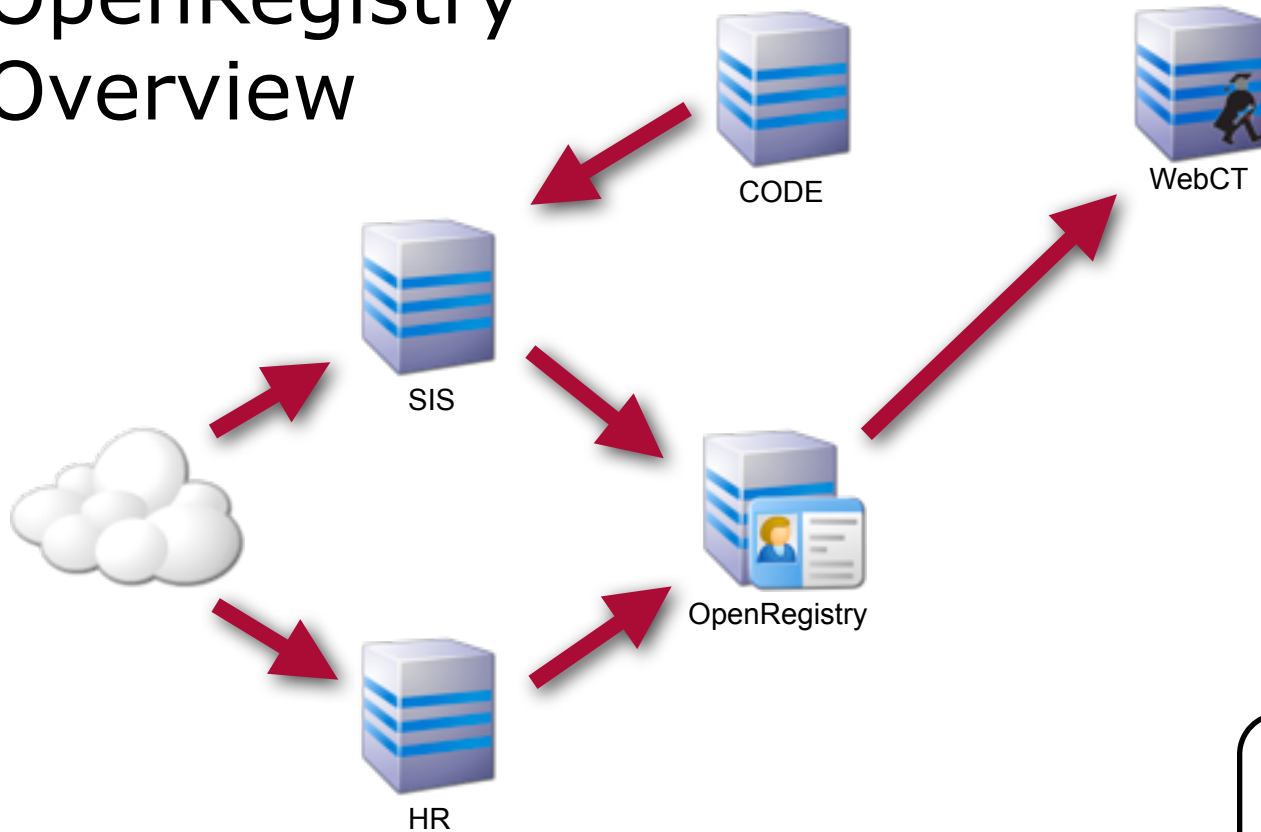 OpenRegistry
Overview
CODE
WebCT
SIS
OpenRegistry
HR